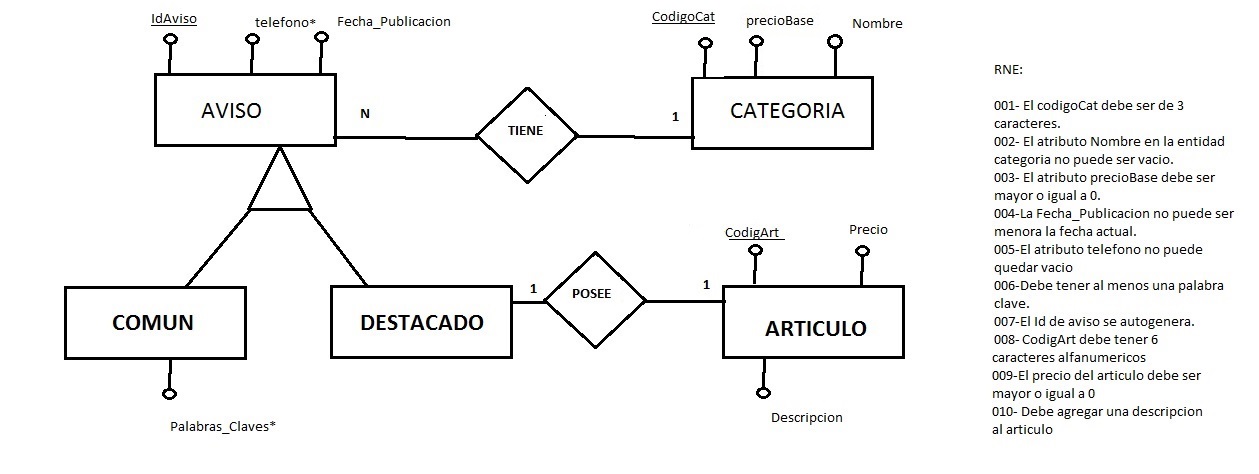 IdAviso
telefono*
Fecha_Publicacion
CodigoCat
precioBase
Nombre
AVISO
N
TIENE
1
CATEGORIA
COMUN
Palabras_Claves*
DESTACADO
1
POSEE
1
CodigArt
Precio
ARTICULO
Descripcion
RNE:
001- El codigoCat debe ser de 3
caracteres.
002- El atributo Nombre en la entidad
categoria no puede ser vacio.
003- El atributo precioBase debe ser
mayor o igual a 0.
004-La Fecha_Publicacion no puede ser
menora la fecha actual.
005-El atributo telefono no puede
quedar vacio
006-Debe tener al menos una palabra
clave.
007-El Id de aviso se autogenera.
008- CodigArt debe tener 6
caracteres alfanumericos
009-El precio del articulo debe ser
mayor o igual a 0
010- Debe agregar una descripcion
al articulo